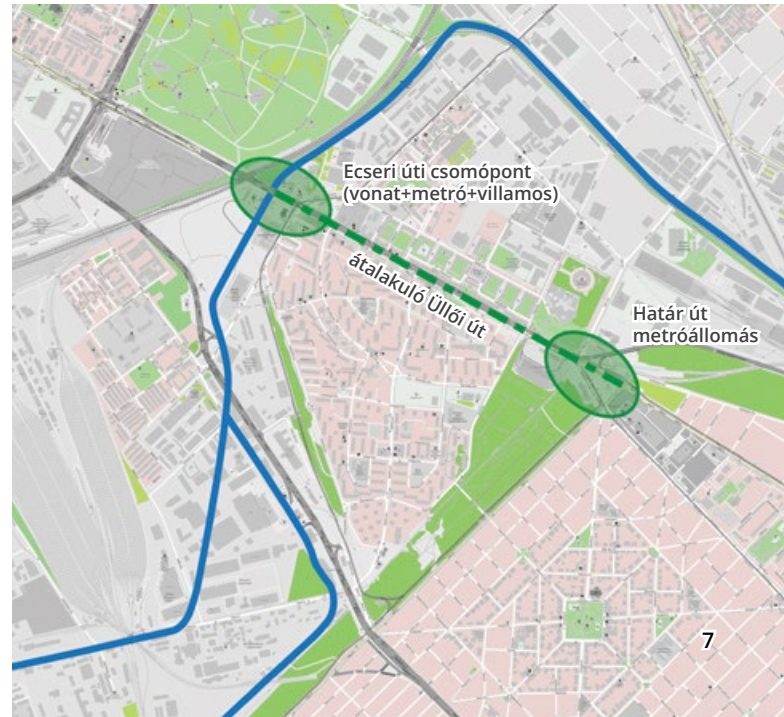 Ecseri úti csomópont
(vonat+metró+villamos)
átalakuló Üllői út
Határ út
metróállomás
7